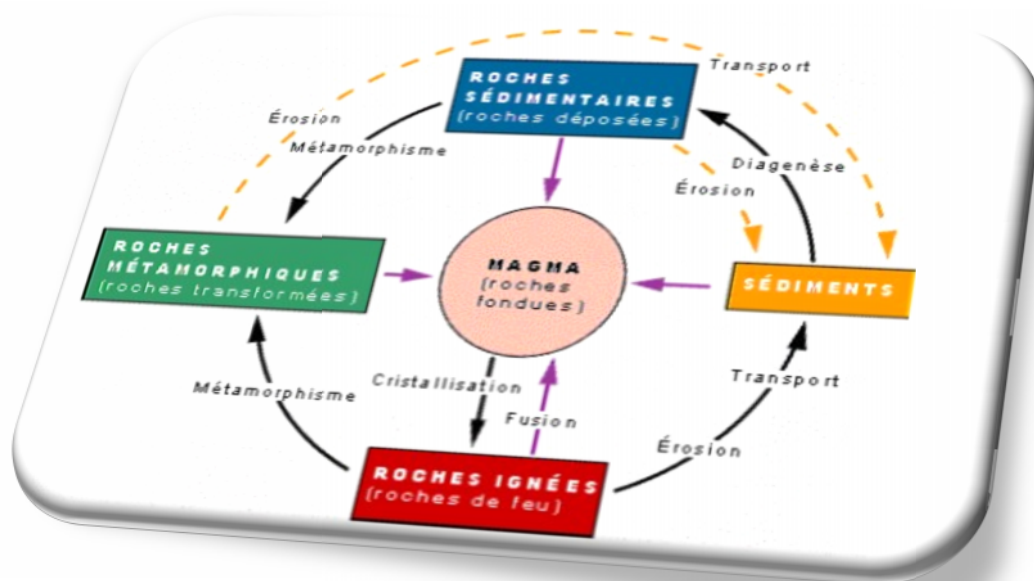 Transport
ROCHES
SÉDIMENTAIRES
(roches déposées)
Érosion
Métamorphisme
Diagenèse
Érosion
ROCHES
MÉTAMORPHIQUES
(roches transformées)
MAGMA
(roches
fondues)
SÉDIMENTS
Métamorphisme
Cristallisation
Fusion
Transport
Érosion
ROCHES IGNÉES
(roches de feu)